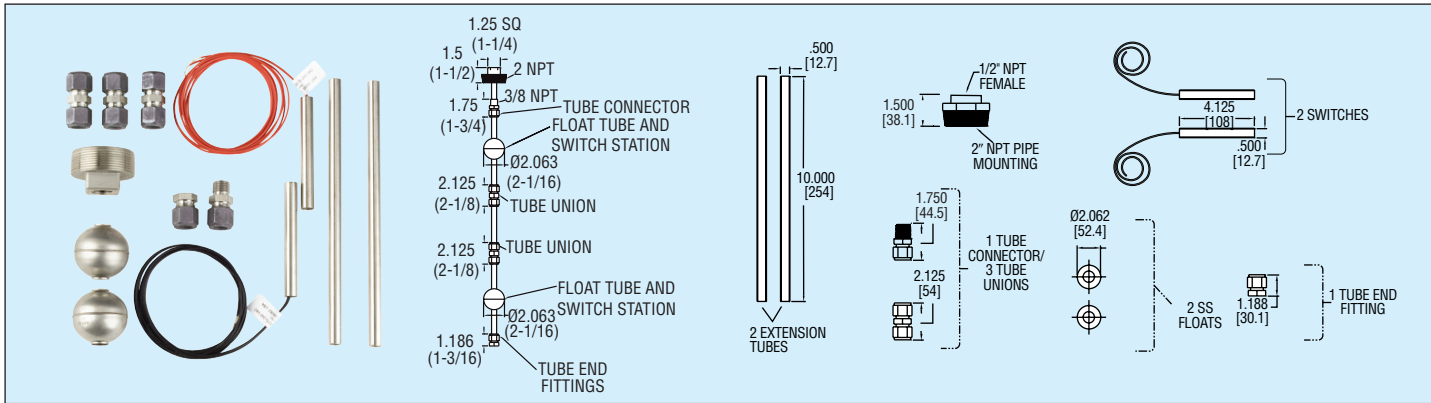 1.25 SQ
(1-1/4)
1.5
(1-1/2)
2 NPT
3/8 NPT
1.75
(1-3/4)
TUBE CONNECTOR
FLOAT TUBE AND
SWITCH STATION
Ø2.063
(2-1/16)
2.125
(2-1/8)
TUBE UNION
TUBE UNION
2.125
(2-1/8)
FLOAT TUBE AND
SWITCH STATION
Ø2.063
(2-1/16)
1.186
(1-3/16)
TUBE END
FITTINGS
.500
[12.7]
10.000
[254]
2 EXTENSION
TUBES
1/2" NPT
FEMALE
1.500
[38.1]
2" NPT PIPE
MOUNTING
1.750
[44.5]
2.125
[54]
1 TUBE
CONNECTOR/
3 TUBE
UNIONS
4.125
[108]
.500
[12.7]
2 SWITCHES
Ø2.062
[52.4]
2 SS
FLOATS
1.188
[30.1]
1 TUBE END
FITTING